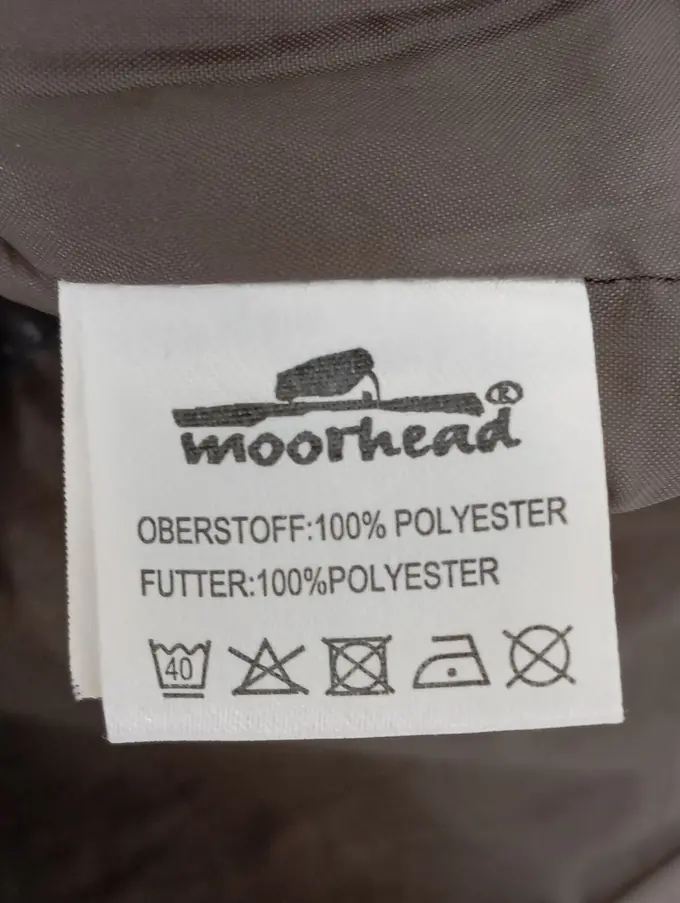 moorhead®
OBERSTOFF:100% POLYESTER
FUTTER:100%POLYESTER
40